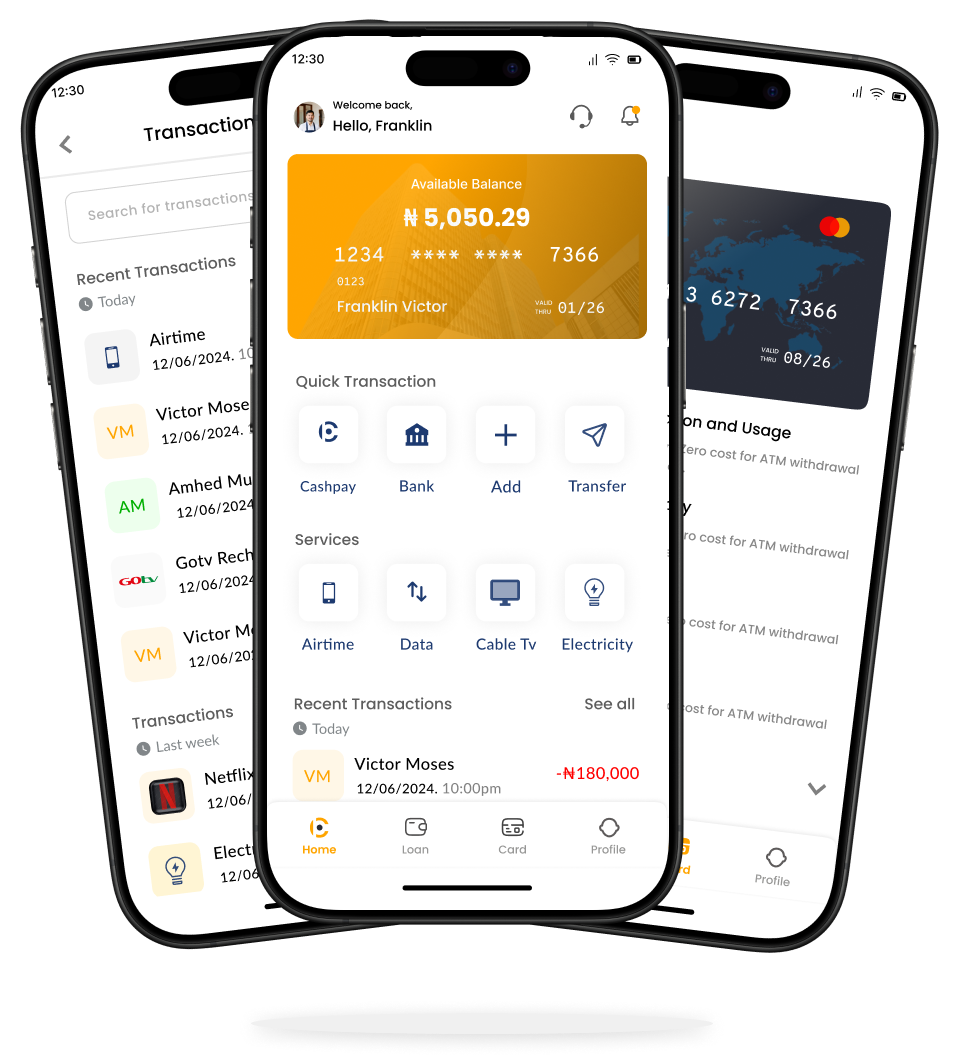 12:30
Transaction
Search for transactions
Recent Transactions
Today
Airtime
12/06/2024. 10
VM
Victor Mose
12/06/2024.
AM
Amhed Mu
12/06/2024
GOtv
Gotv Rech
12/06/2024
VM
Victor Mo
12/06/202
Transactions
Last week
N
Netflix
12/06/
Electr
12/06
12:30
Welcome back,
Hello, Franklin
Available Balance
₦ 5,050.29
1234 **** **** 7366
0123
Franklin Victor
VALID
THRU 01/26
Quick Transaction
Cashpay
Bank
Add
Transfer
Services
Airtime
Data
Cable Tv
Electricity
Recent Transactions
See all
Today
VM
Victor Moses
-₦180,000
12/06/2024. 10:00pm
Home
Loan
Card
Profile
3 6272 7366
VALID
THRU 08/26
on and Usage
Zero cost for ATM withdrawal
y
ro cost for ATM withdrawal
cost for ATM withdrawal
cost for ATM withdrawal
rd
Profile